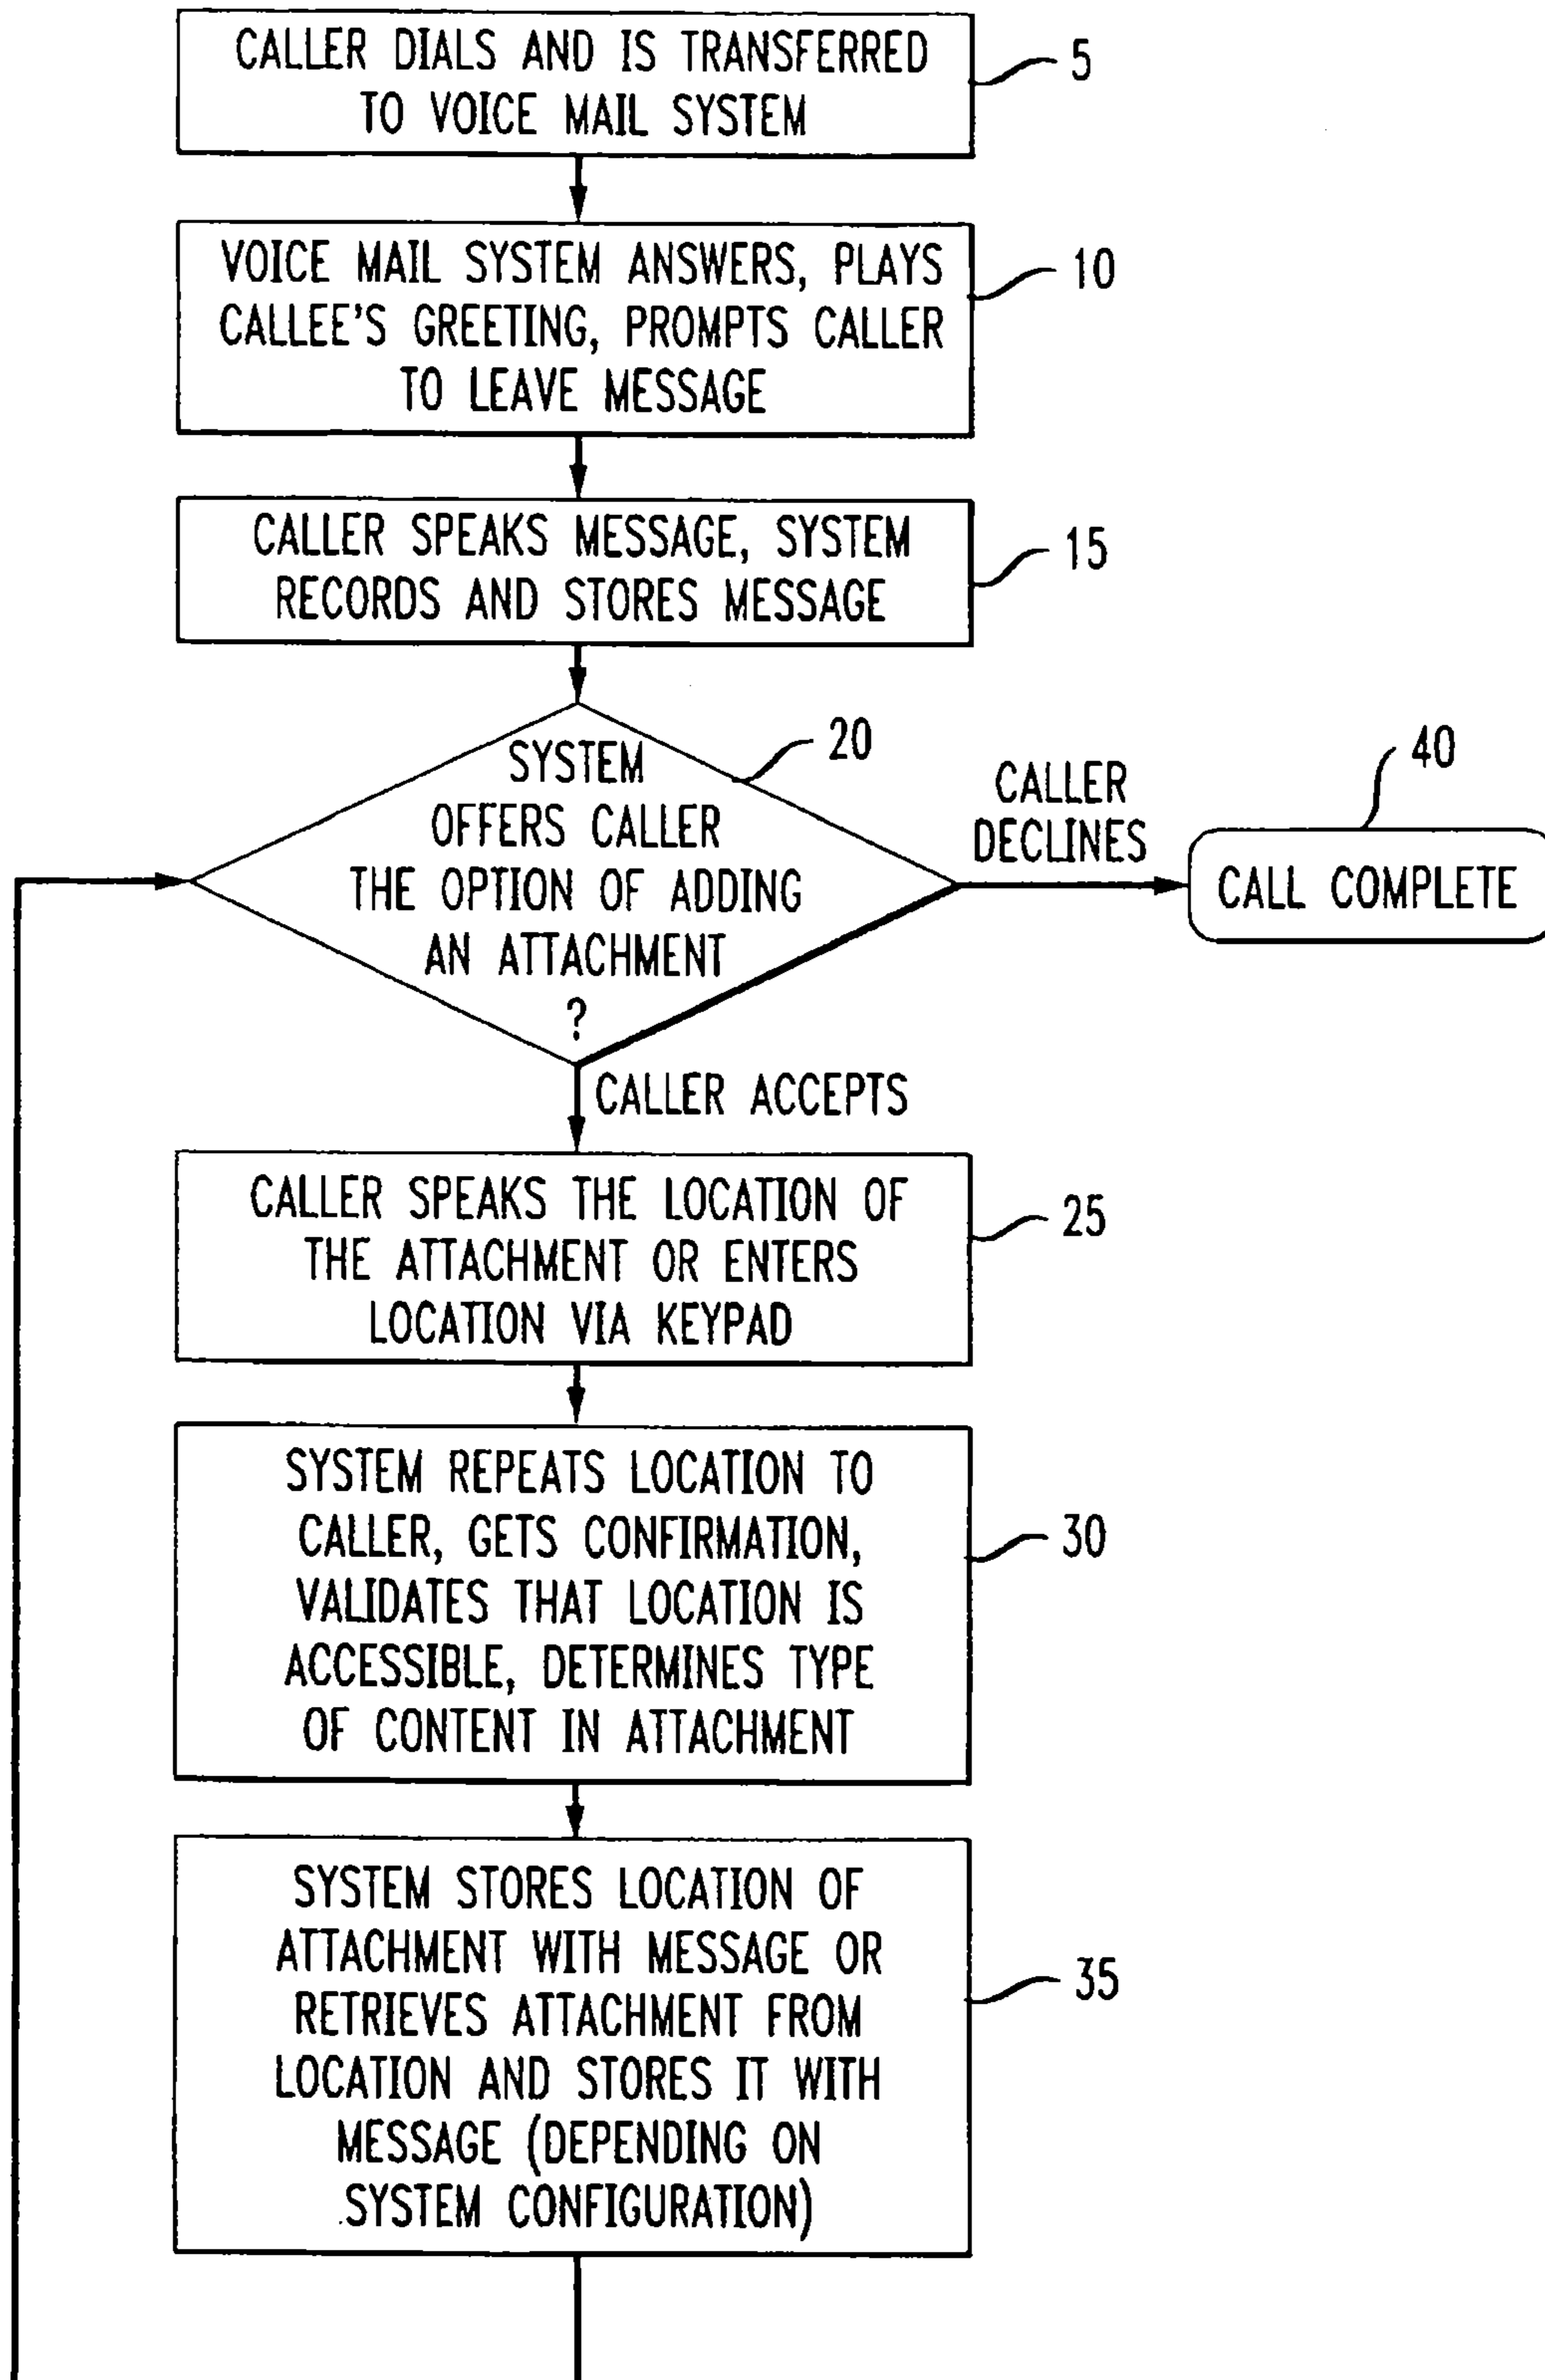 CALLER DIALS AND IS TRANSFERRED
TO VOICE MAIL SYSTEM
5
VOICE MAIL SYSTEM ANSWERS, PLAYS
CALLEE'S GREETING, PROMPTS CALLER
TO LEAVE MESSAGE
10
CALLER SPEAKS MESSAGE, SYSTEM
RECORDS AND STORES MESSAGE
15
SYSTEM
OFFERS CALLER
THE OPTION OF ADDING
AN ATTACHMENT
?
20
CALLER
DECLINES
40
CALL COMPLETE
CALLER ACCEPTS
CALLER SPEAKS THE LOCATION OF
THE ATTACHMENT OR ENTERS
LOCATION VIA KEYPAD
25
SYSTEM REPEATS LOCATION TO
CALLER, GETS CONFIRMATION,
VALIDATES THAT LOCATION IS
ACCESSIBLE, DETERMINES TYPE
OF CONTENT IN ATTACHMENT
30
SYSTEM STORES LOCATION OF
ATTACHMENT WITH MESSAGE OR
RETRIEVES ATTACHMENT FROM
LOCATION AND STORES IT WITH
MESSAGE (DEPENDING ON
SYSTEM CONFIGURATION)
35